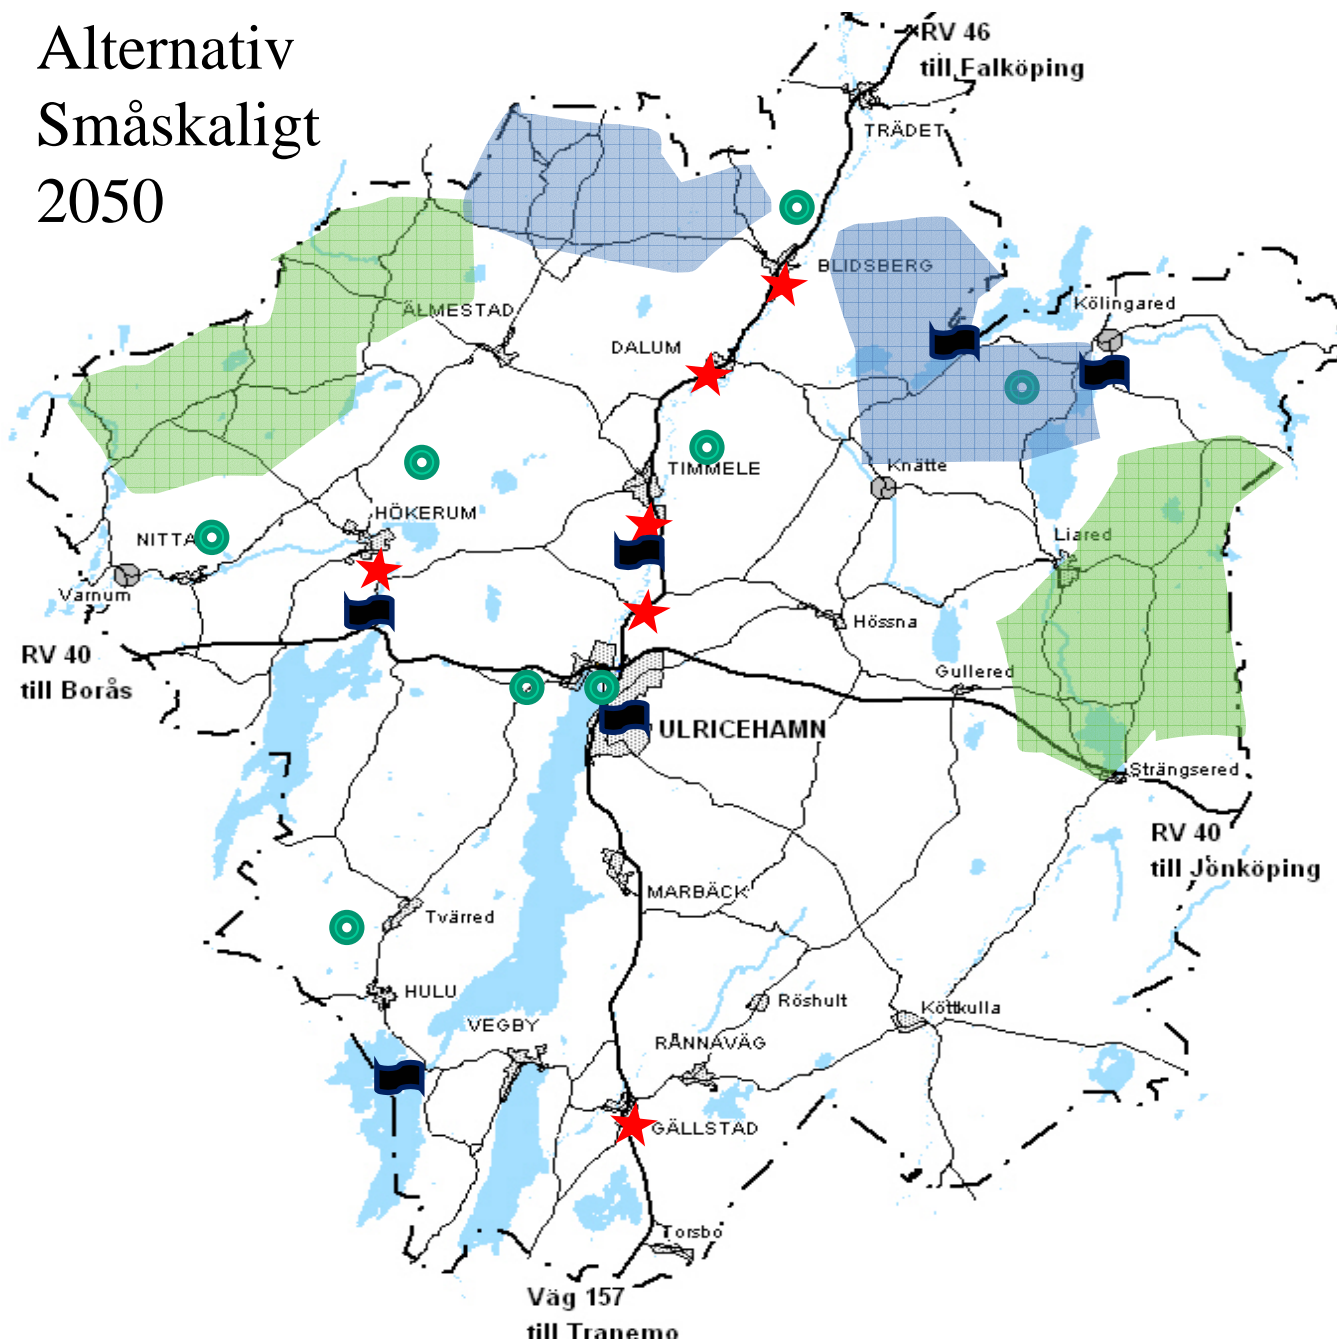 Alternativ
Småskaligt
2050
RV 46
till Falköping
TRÄDET
BLIDSBERG
Kölingared
ÄLMESTAD
DALUM
TIMMELE
Knätte
HÖKERUM
NITTA
Liared
Varnum
Hössna
RV 40
till Borås
Gullered
ULRICEHAMN
Strängsered
RV 40
till Jönköping
MARBÄCK
Tvärred
HULU
Röshult
Köttkulla
VEGBY
RÅNNAVÄG
GÄLLSTAD
Torsbo
Väg 157
till Tranemo